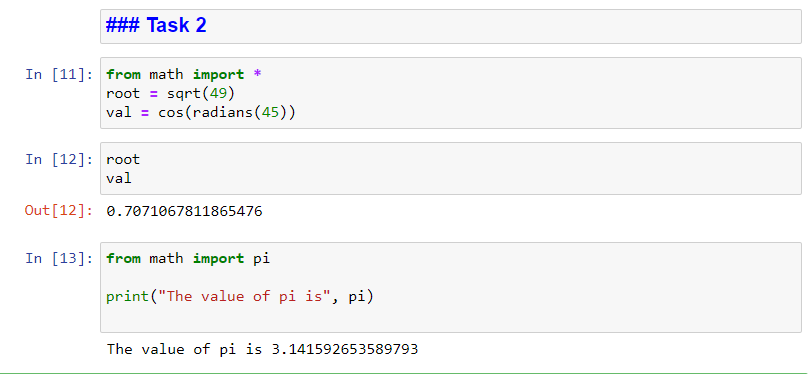 ### Task 2
In [11]: from math import *
root = sqrt(49)
val = cos(radians(45))
In [12]: root
val
Out[12]: 0.7071067811865476
In [13]: from math import pi
print("The value of pi is", pi)
The value of pi is 3.141592653589793